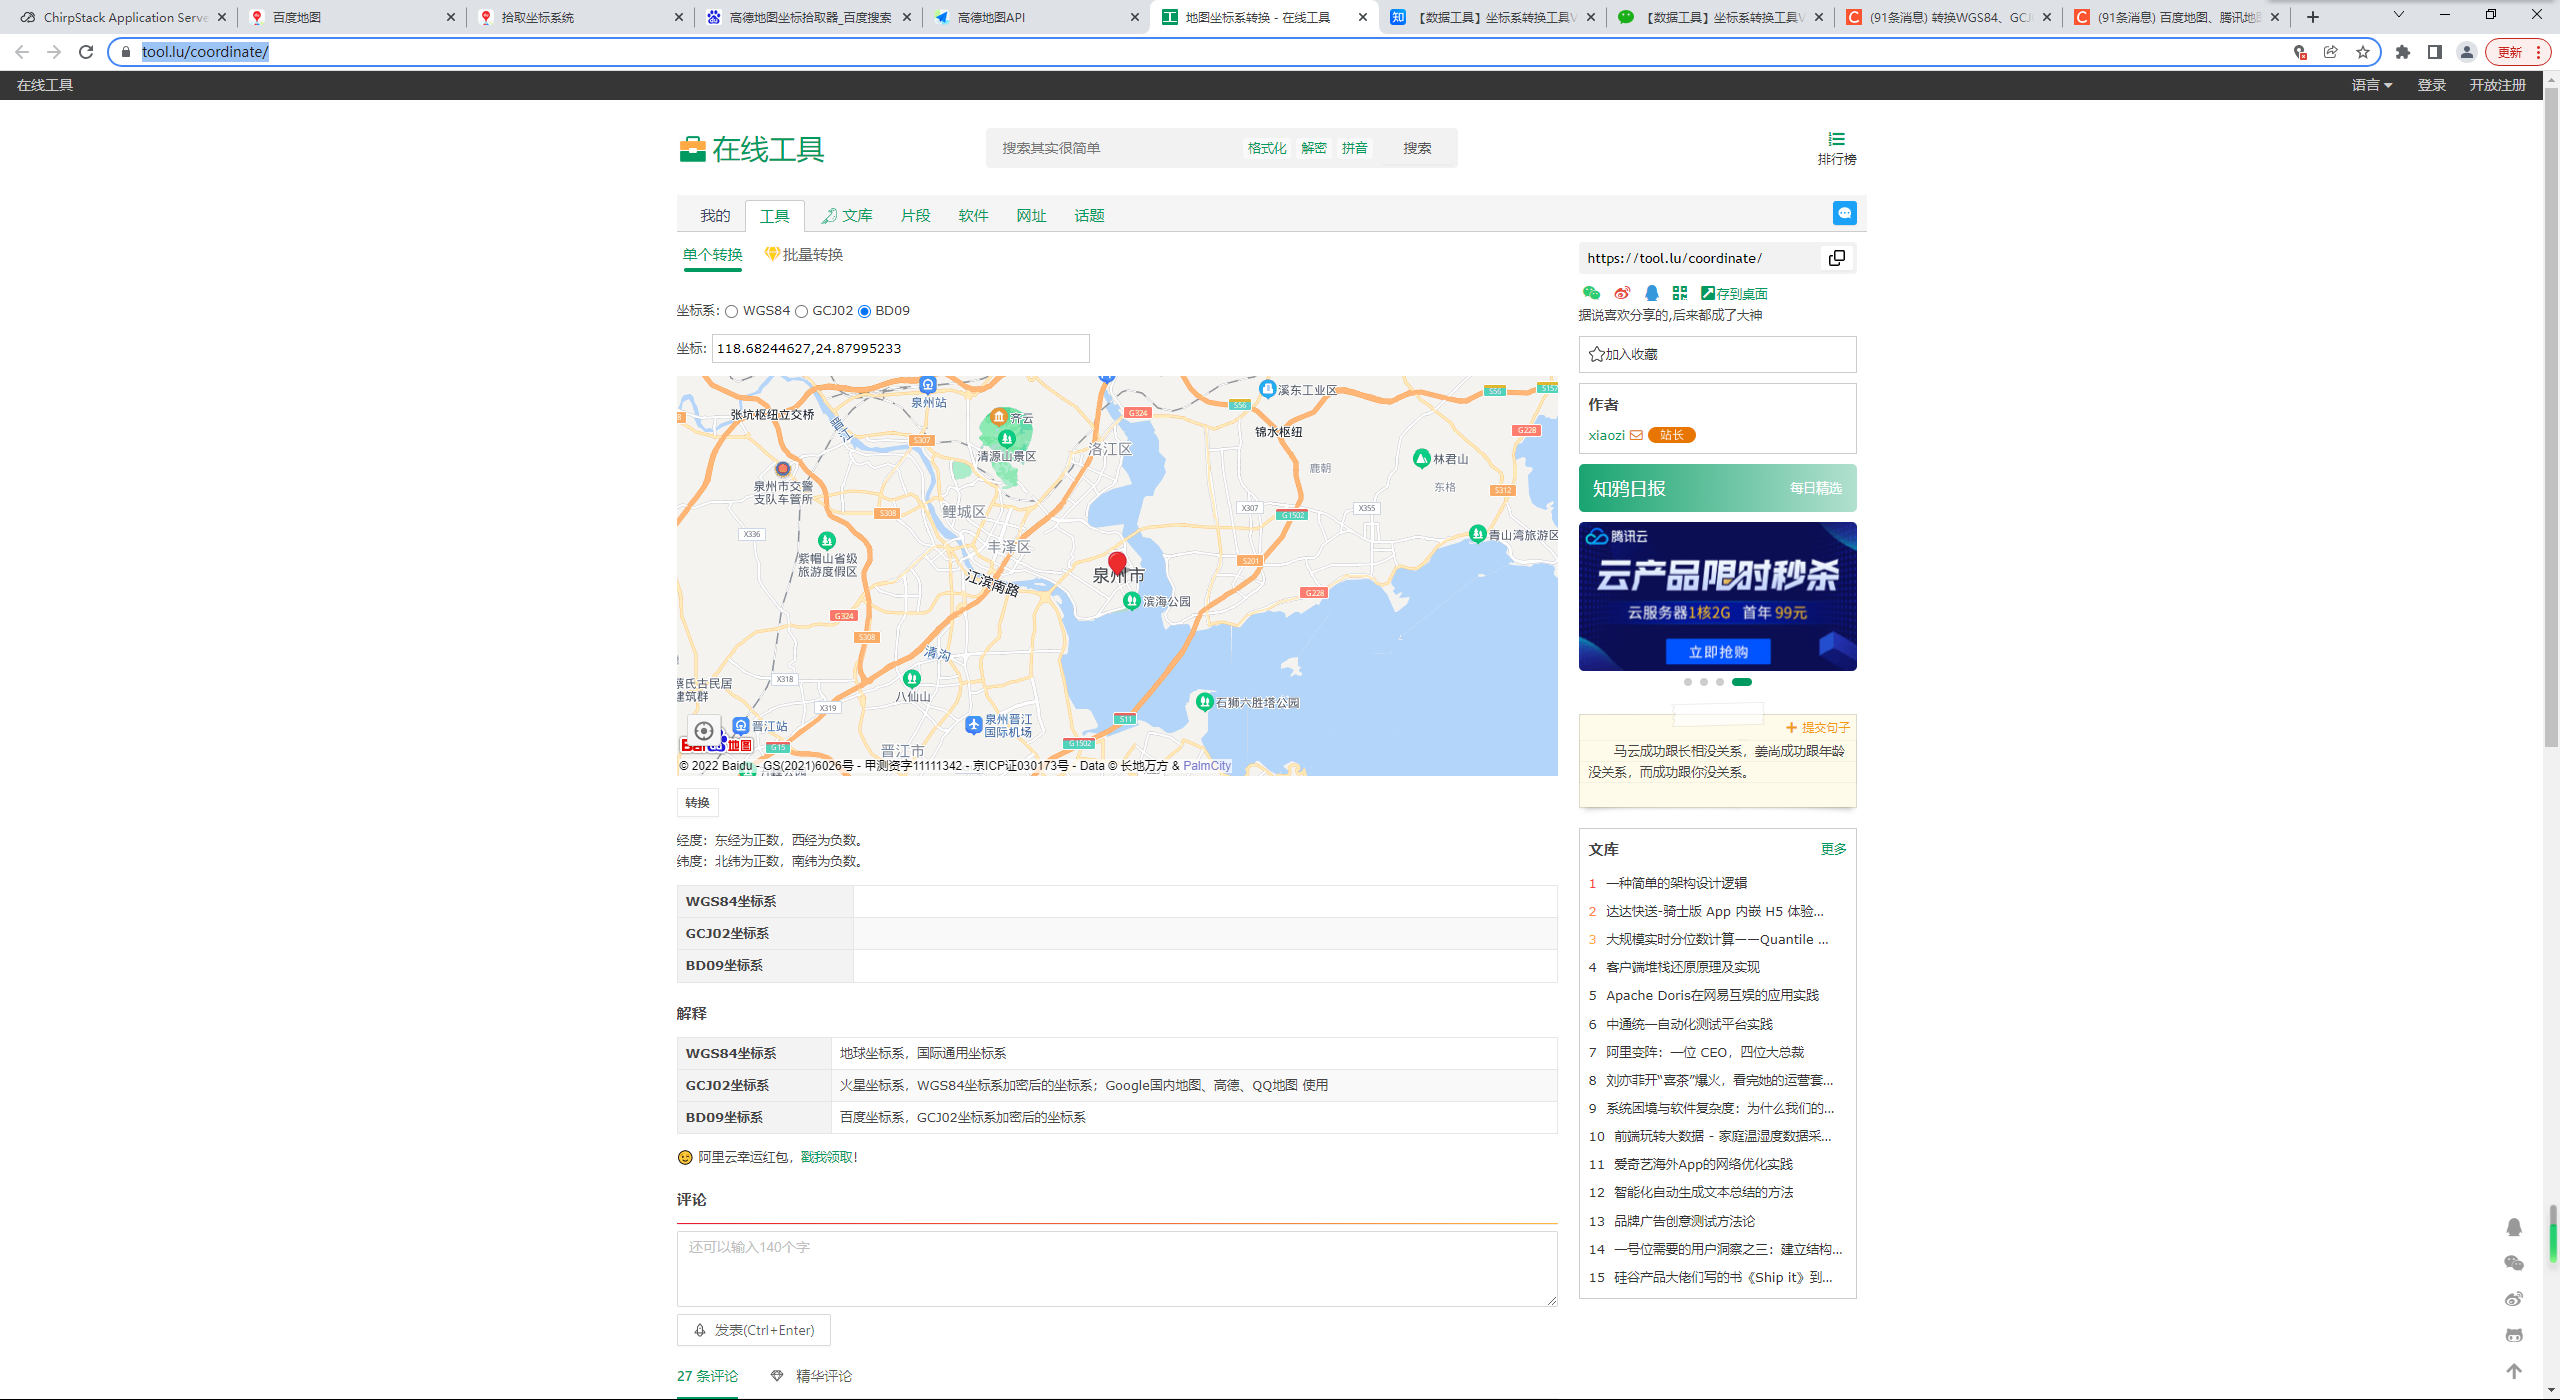 ChirpStack Application Serve
百度地图
拾取坐标系统
高德地图坐标拾取器_百度搜索
高德地图API
地图坐标系转换 - 在线工具
【数据工具】坐标系转换工具V
【数据工具】坐标系转换工具V
(91条消息) 转换WGS84、GCJ
(91条消息) 百度地图、腾讯地图
tool.lu/coordinate/
更新
在线工具
语言
登录
开放注册
在线工具
搜索其实很简单
格式化
解密
拼音
搜索
排行榜
我的
工具
文库
片段
软件
网址
话题
单个转换
批量转换
坐标系: WGS84 GCJ02 BD09
坐标: 118.68244627,24.87995233
张坑枢纽立交桥
泉州站
晋江
齐云
清源山景区
洛江区
溪东工业区
锦水枢纽
鹿朝
林君山
东格
泉州市交警
支队车管所
鲤城区
丰泽区
紫帽山省级
旅游度假区
江滨南路
泉州市
滨海公园
青山湾旅游区
清沟
八仙山
石狮六胜塔公园
蔡氏古民居
建筑群
晋江站
泉州晋江
国际机场
晋江市
S307
G324
S56
S56
S157
G228
S312
S308
X307
G1502
X355
X336
S201
G228
G324
S308
X318
X319
S11
G15
G1502
© 2022 Baidu - GS(2021)6026号 - 甲测资字11111342 - 京ICP证030173号 - Data © 长地万方 & PalmCity
转换
经度：东经为正数，西经为负数。
纬度：北纬为正数，南纬为负数。
WGS84坐标系
GCJ02坐标系
BD09坐标系
解释
WGS84坐标系 地球坐标系，国际通用坐标系
GCJ02坐标系 火星坐标系，WGS84坐标系加密后的坐标系；Google国内地图、高德、QQ地图 使用
BD09坐标系 百度坐标系，GCJ02坐标系加密后的坐标系
阿里云幸运红包，戳我领取!
评论
还可以输入140个字
发表(Ctrl+Enter)
27 条评论
精华评论
https://tool.lu/coordinate/
存到桌面
据说喜欢分享的,后来都成了大神
加入收藏
作者
xiaozi 站长
知鸦日报
每日精选
腾讯云
云产品限时秒杀
云服务器1核2G 首年 99元
立即抢购
提交句子
马云成功跟长相没关系，姜尚成功跟年龄
没关系，而成功跟你没关系。
文库
更多
1 一种简单的架构设计逻辑
2 达达快送-骑士版 App 内嵌 H5 体验...
3 大规模实时分位数计算——Quantile ...
4 客户端堆栈还原原理及实现
5 Apache Doris在网易互娱的应用实践
6 中通统一自动化测试平台实践
7 阿里变阵：一位 CEO，四位大总裁
8 刘亦菲开“喜茶”爆火，看完她的运营套...
9 系统困境与软件复杂度：为什么我们的...
10 前端玩转大数据 - 家庭温湿度数据采...
11 爱奇艺海外App的网络优化实践
12 智能化自动生成文本总结的方法
13 品牌广告创意测试方法论
14 一号位需要的用户洞察之三：建立结构...
15 硅谷产品大佬们写的书《Ship it》到...